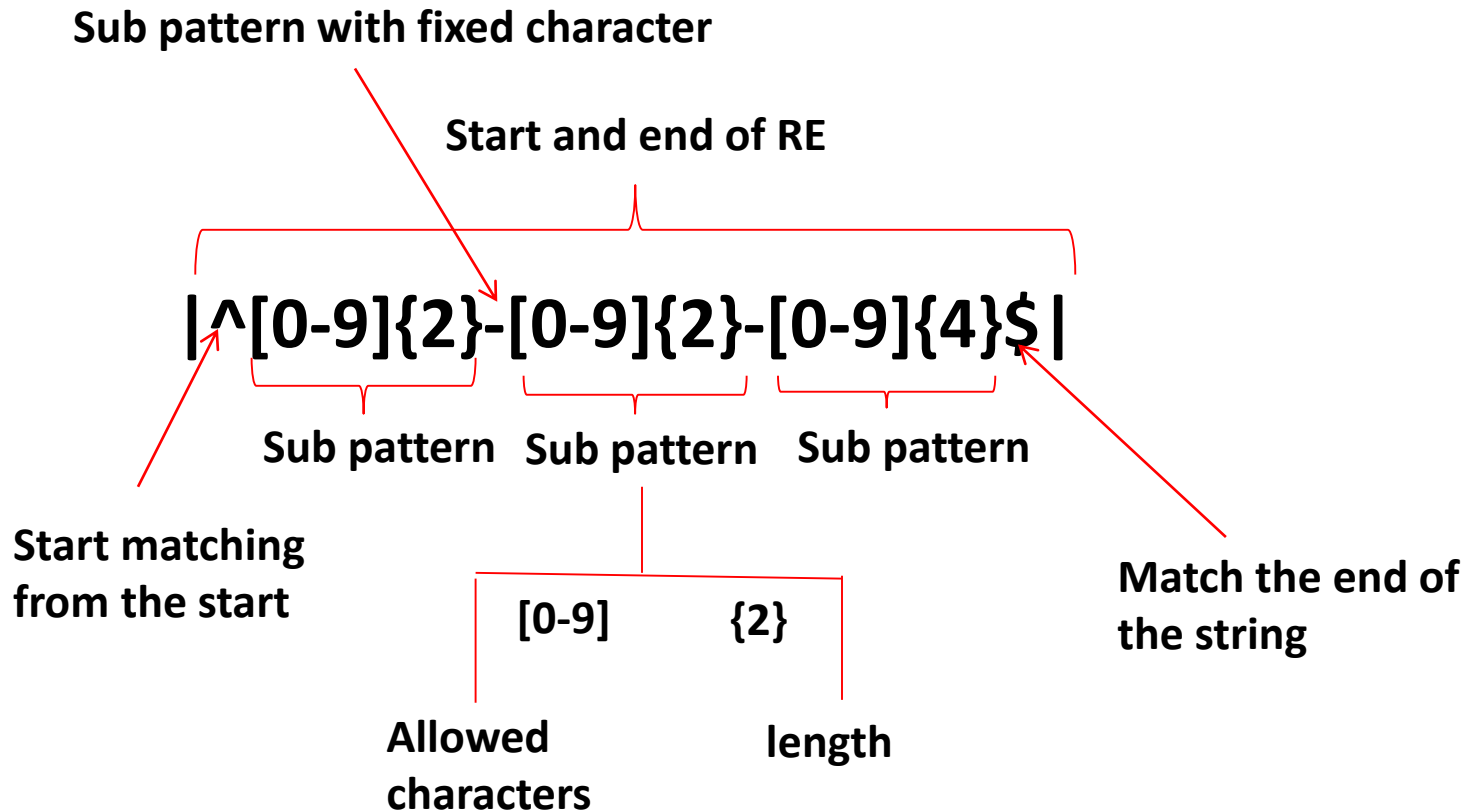 Sub pattern with fixed character
Start and end of RE
|^[0-9]{2}-[0-9]{2}-[0-9]{4}$|
Sub pattern Sub pattern Sub pattern
Start matching
from the start
[0-9] {2}
Match the end of
the string
Allowed
characters
length